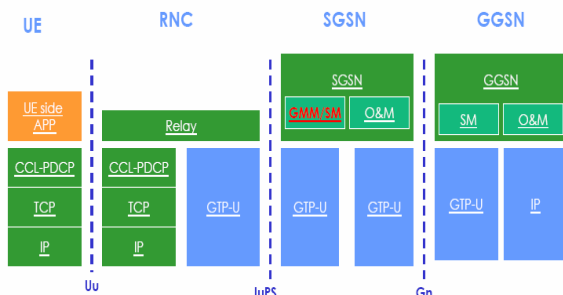 UE
RNC
SGSN
GGSN
SGSN
GGSN
UE side
APP
GMM/SM
O&M
SM
O&M
Relay
CCL-PDCP
CCL-PDCP
TCP
TCP
GTP-U
GTP-U
GTP-U
GTP-U
IP
IP
IP
Uu
IuPS
Gn